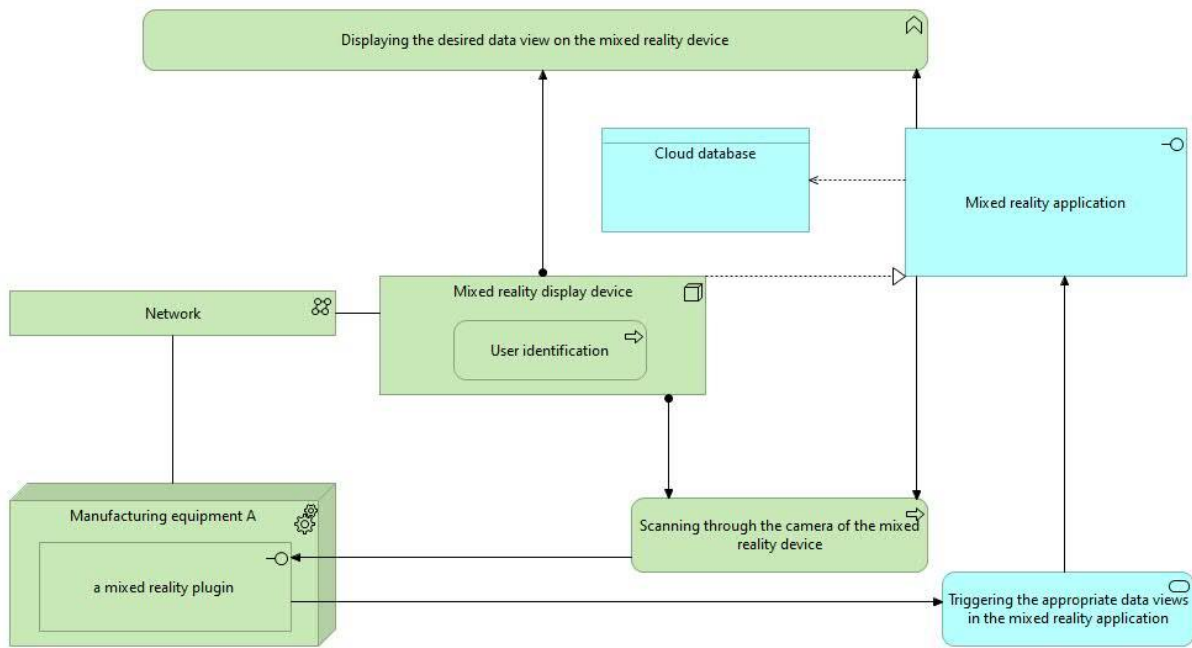 Displaying the desired data view on the mixed reality device
Cloud database
Mixed reality application
Mixed reality display device
User identification
Network
Manufacturing equipment A
a mixed reality plugin
Scanning through the camera of the mixed
reality device
Triggering the appropriate data views
in the mixed reality application